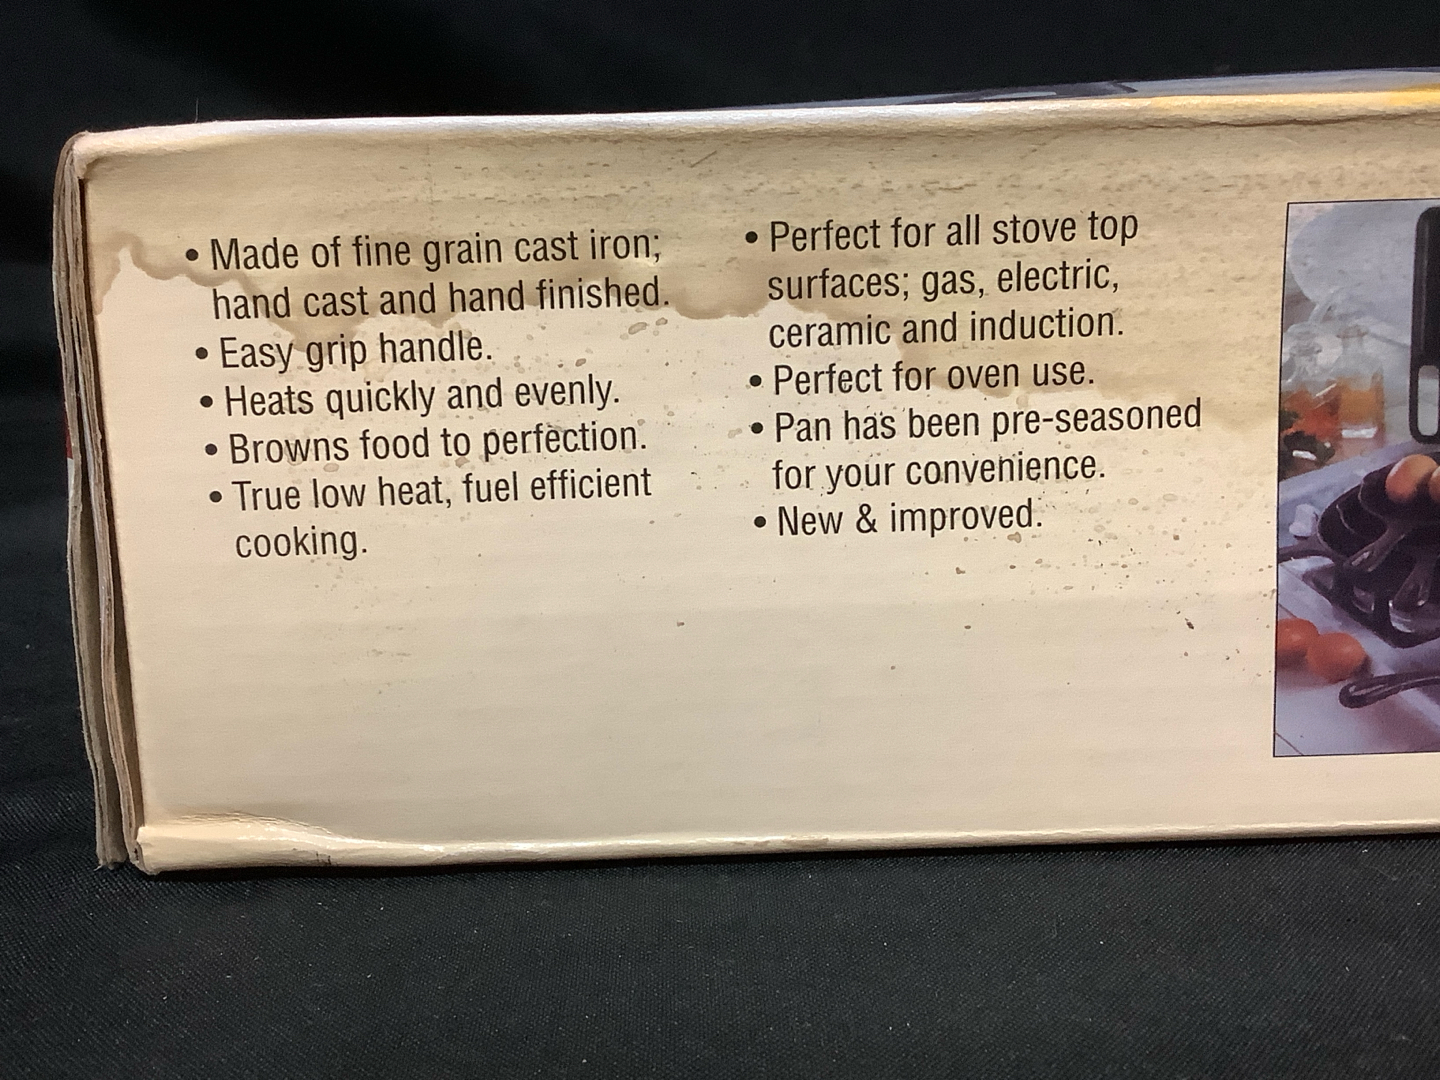 • Made of fine grain cast iron;
hand cast and hand finished.
• Easy grip handle.
• Heats quickly and evenly.
• Browns food to perfection.
• True low heat, fuel efficient
cooking.
• Perfect for all stove top
surfaces; gas, electric,
ceramic and induction.
• Perfect for oven use.
• Pan has been pre-seasoned
for your convenience.
• New & improved.